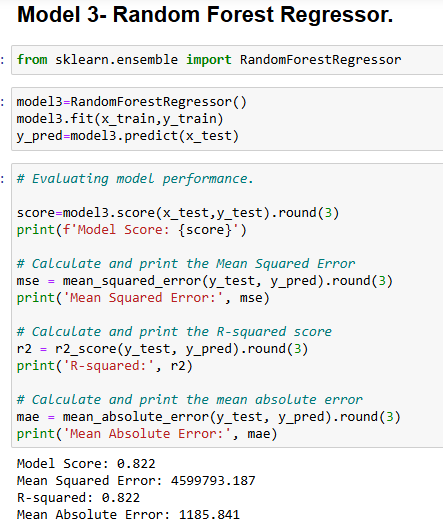 Model 3- Random Forest Regressor.
: from sklearn.ensemble import RandomForestRegressor
: model3=RandomForestRegressor()
model3.fit(x_train,y_train)
y_pred=model3.predict(x_test)
: # Evaluating model performance.
score=model3.score(x_test,y_test).round(3)
print(f'Model Score: {score}')
# Calculate and print the Mean Squared Error
mse = mean_squared_error(y_test, y_pred).round(3)
print('Mean Squared Error:', mse)
# Calculate and print the R-squared score
r2 = r2_score(y_test, y_pred).round(3)
print('R-squared:', r2)
# Calculate and print the mean absolute error
mae = mean_absolute_error(y_test, y_pred).round(3)
print('Mean Absolute Error:', mae)
Model Score: 0.822
Mean Squared Error: 4599793.187
R-squared: 0.822
Mean Absolute Error: 1185.841